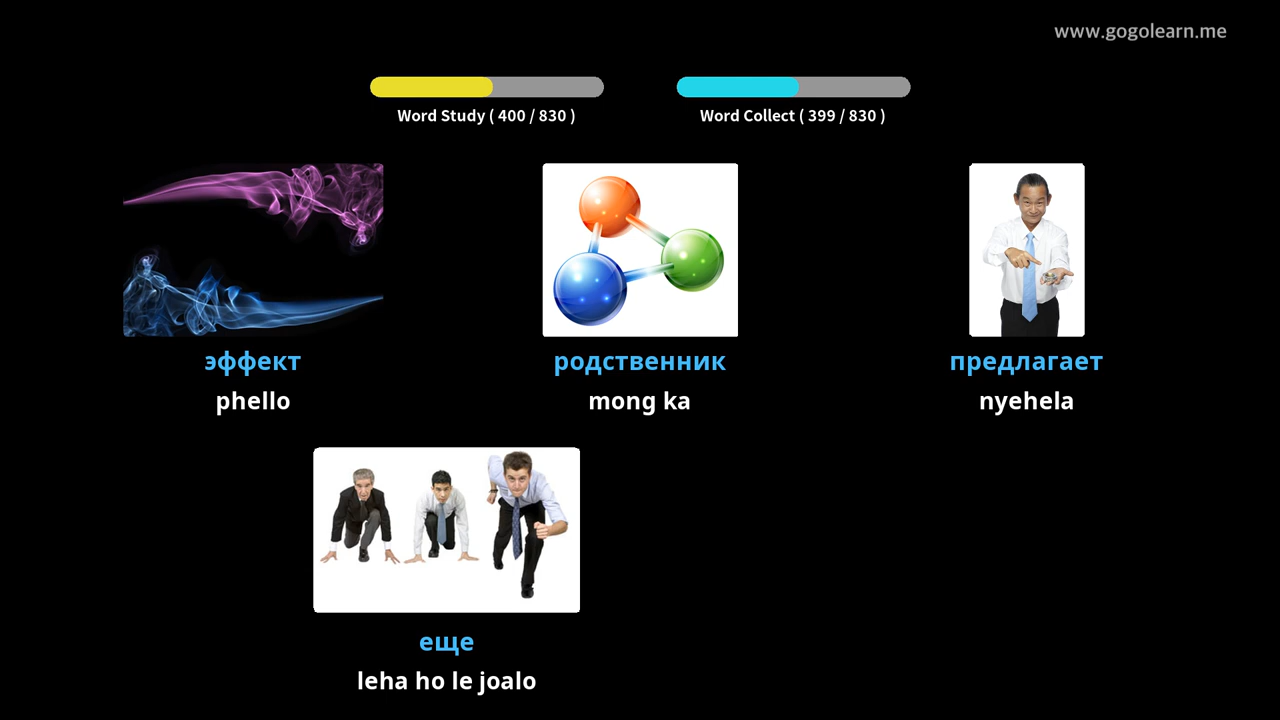 www.gogolearn.me
Word Study ( 400 / 830 )
Word Collect ( 399 / 830 )
эффект
phello
родственник
mong ka
предлагает
nyehela
еще
leha ho le joalo